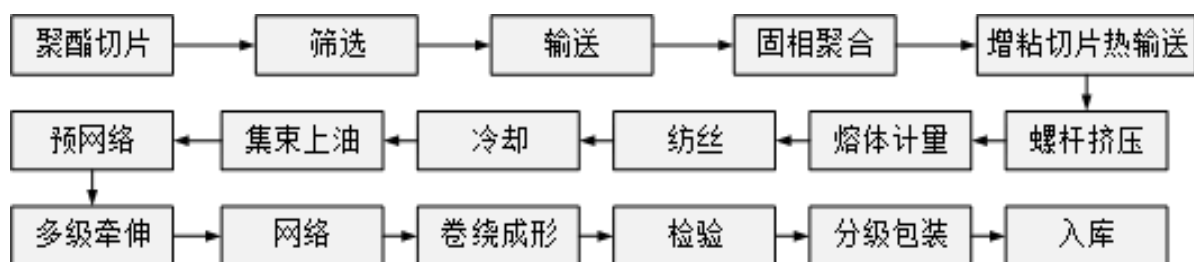 聚酯切片 筛选 输送 固相聚合 增粘切片热输送
预网络 集束上油 冷却 纺丝 熔体计量 螺杆挤压
多级牵伸 网络 卷绕成形 检验 分级包装 入库